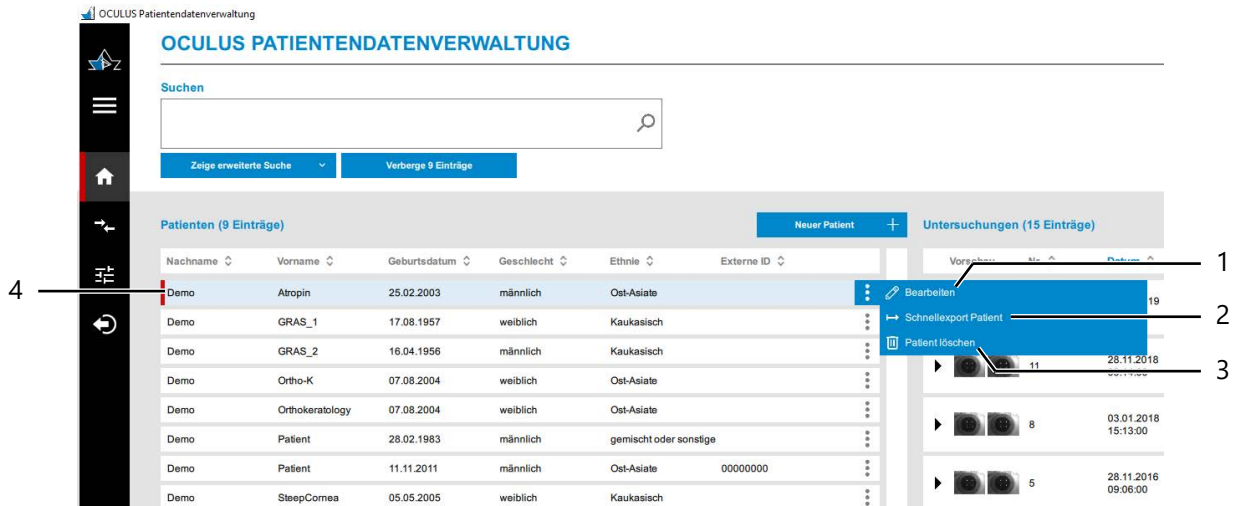 OCULUS Patientendatenverwaltung
OCULUS PATIENTENDATENVERWALTUNG
Suchen
Zeige erweiterte Suche Verberge 9 Einträge
Patienten (9 Einträge) Neuer Patient Untersuchungen (15 Einträge)
Nachname Vorname Geburtsdatum Geschlecht Ethnie Externe ID Vorschau Nr. Datum
1
4 Demo Atropin 25.02.2003 männlich Ost-Asiate Bearbeiten 19
Demo GRAS_1 17.08.1957 weiblich Kaukasisch Schnellexport Patient 2
Demo GRAS_2 16.04.1956 männlich Kaukasisch Patient löschen 3
11 28.11.2018
Demo Ortho-K 07.08.2004 weiblich Ost-Asiate
Demo Orthokeratology 07.08.2004 weiblich Ost-Asiate
8 03.01.2018
15:13:00
Demo Patient 28.02.1983 männlich gemischt oder sonstige
Demo Patient 11.11.2011 männlich Ost-Asiate 00000000
5 28.11.2016
09:06:00
Demo SteepCornea 05.05.2005 weiblich Kaukasisch